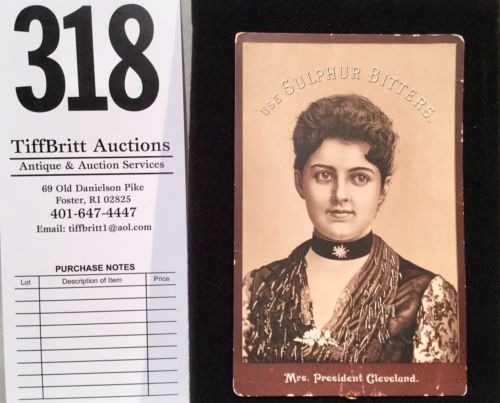 318
TiffBritt Auctions
Antique & Auction Services
69 Old Danielson Pike
Foster, RI 02825
401-647-4447
Email: tiffbritt1@aol.com
PURCHASE NOTES
Lot Description of Item Price
USE SULPHUR BITTERS.
Mrs. President Cleveland.